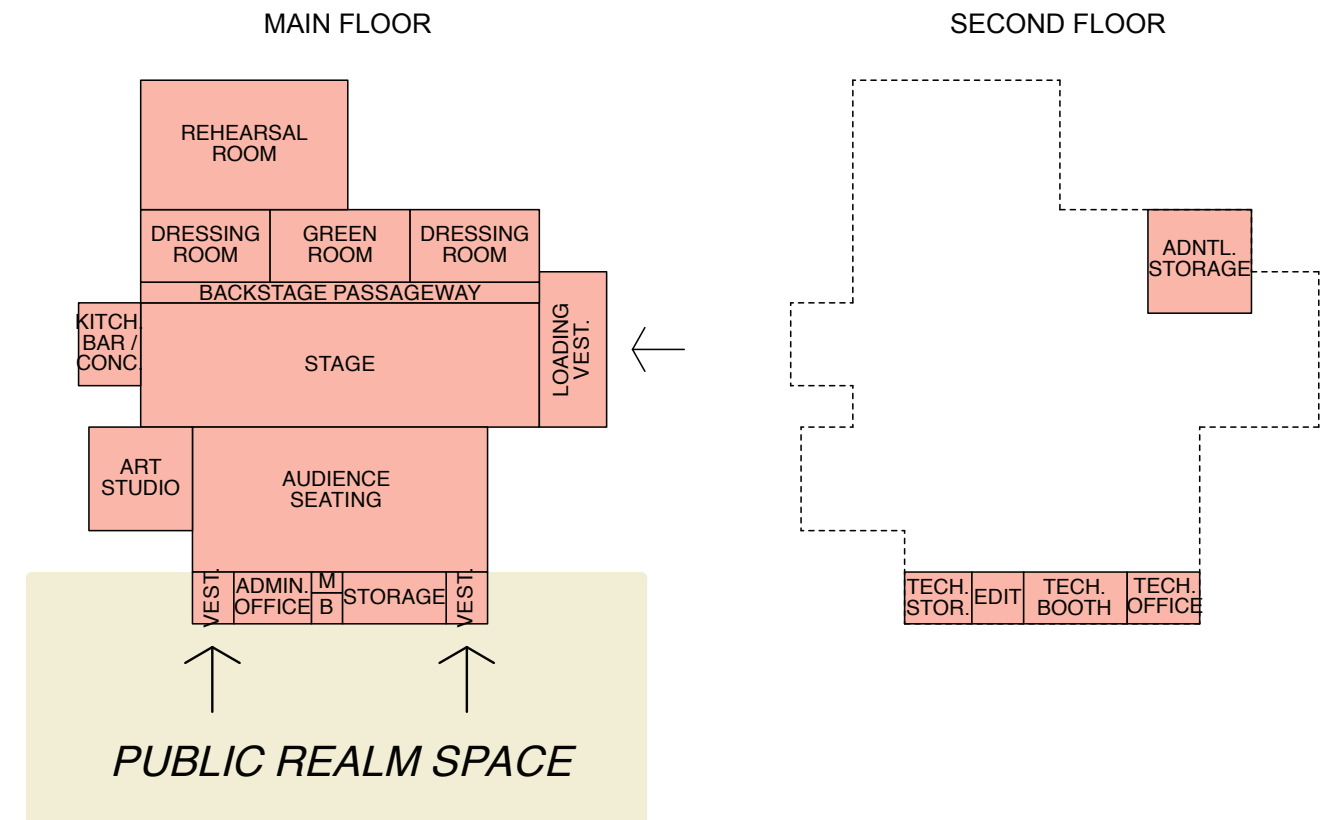 MAIN FLOOR
SECOND FLOOR
REHEARSAL
ROOM
DRESSING
ROOM
GREEN
ROOM
DRESSING
ROOM
BACKSTAGE PASSAGEWAY
KITCH.
BAR /
CONC.
STAGE
LOADING
VEST.
ART
STUDIO
AUDIENCE
SEATING
VEST.
ADMIN.
OFFICE
M
B
STORAGE
VEST.
PUBLIC REALM SPACE
ADNTL.
STORAGE
TECH.
STOR.
EDIT
TECH.
BOOTH
TECH.
OFFICE